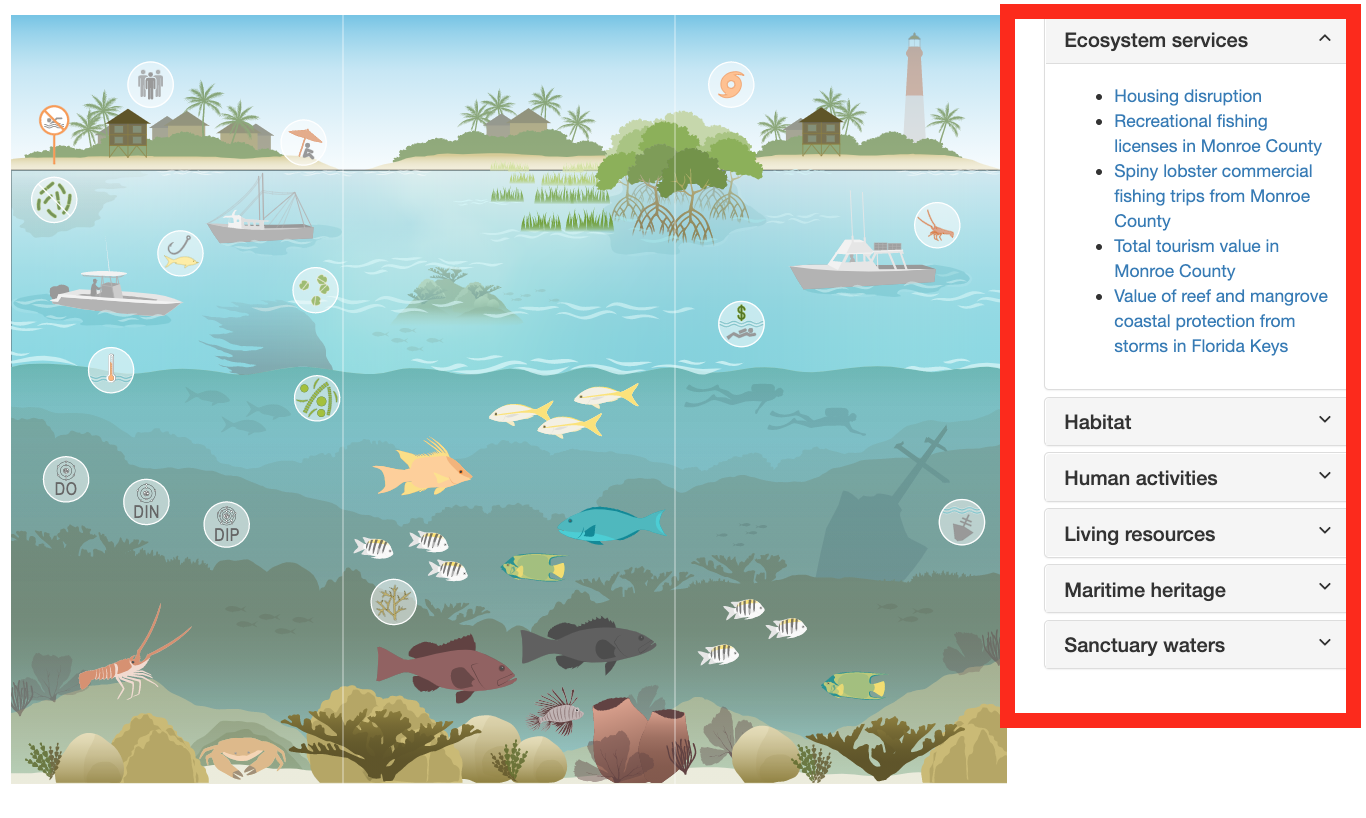 Ecosystem services
Housing disruption
Recreational fishing
licenses in Monroe County
Spiny lobster commercial
fishing trips from Monroe
County
Total tourism value in
Monroe County
Value of reef and mangrove
coastal protection from
storms in Florida Keys
Habitat
Human activities
Living resources
Maritime heritage
Sanctuary waters
$
DO
DIN
DIP